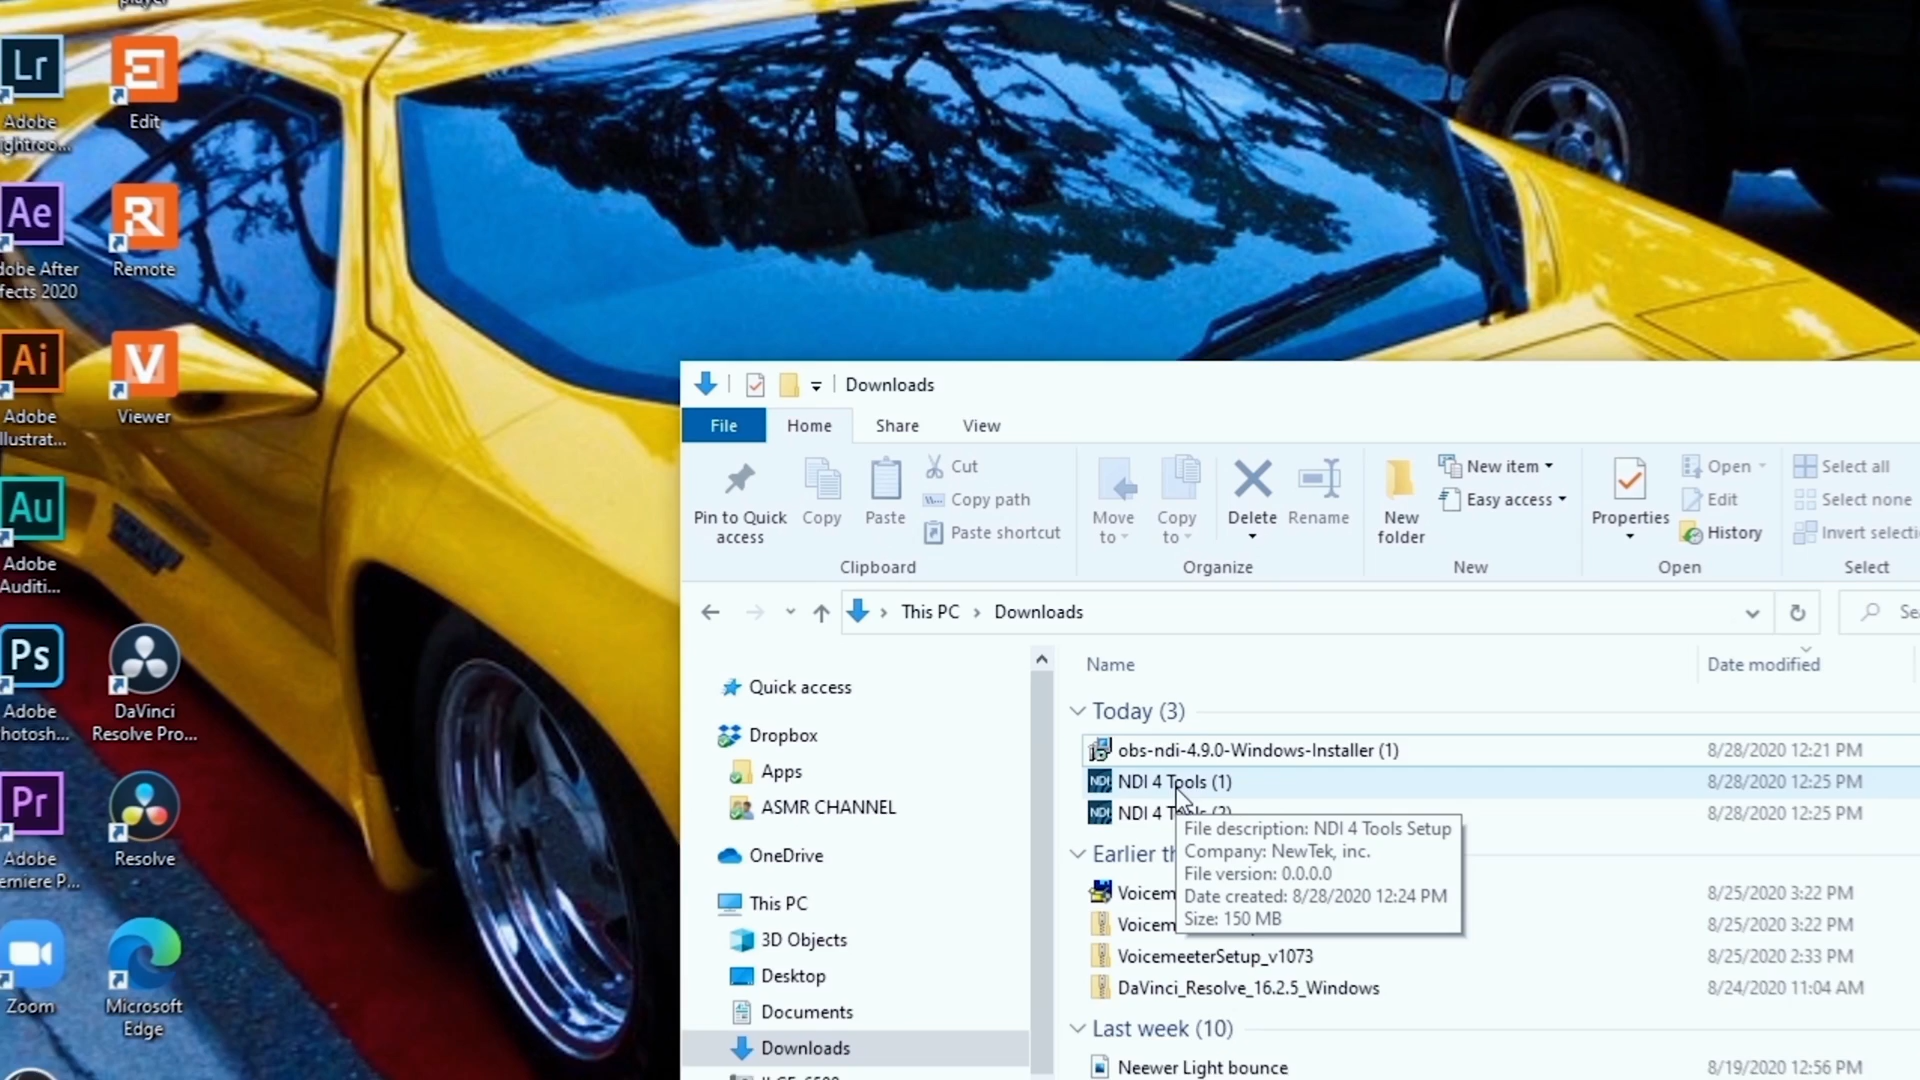 player
Lr
Adobe
Edit
Ae
Remote
fects 2020
Ai
Adobe
Viewer
Au
Adobe
Auditi...
Ps
Adobe
DaVinci
Resolve Pro...
Pr
Adobe
Resolve
Zoom
Microsoft
Edge
Downloads
File
Home
Share
View
Pin to Quick
access
Copy
Paste
Cut
Copy path
Paste shortcut
Clipboard
Move
to
Copy
to
Delete
Rename
Organize
New
folder
New item
Easy access
New
Properties
Open
Edit
History
Open
Select all
Select none
Invert selecti
Select
This PC
Downloads
Quick access
Dropbox
Apps
ASMR CHANNEL
OneDrive
This PC
3D Objects
Desktop
Documents
Downloads
Name
Date modified
Today (3)
obs-ndi-4.9.0-Windows-Installer (1) 8/28/2020 12:21 PM
NDI 4 Tools (1) 8/28/2020 12:25 PM
NDI 4 8/28/2020 12:25 PM
File description: NDI 4 Tools Setup
Company: NewTek, inc.
File version: 0.0.0.0
Date created: 8/28/2020 12:24 PM
Size: 150 MB
Earlier th
Voicem 8/25/2020 3:22 PM
Voicem 8/25/2020 3:22 PM
VoicemeeterSetup_v1073 8/25/2020 2:33 PM
DaVinci_Resolve_16.2.5_Windows 8/24/2020 11:04 AM
Last week (10)
Neewer Light bounce 8/19/2020 12:56 PM